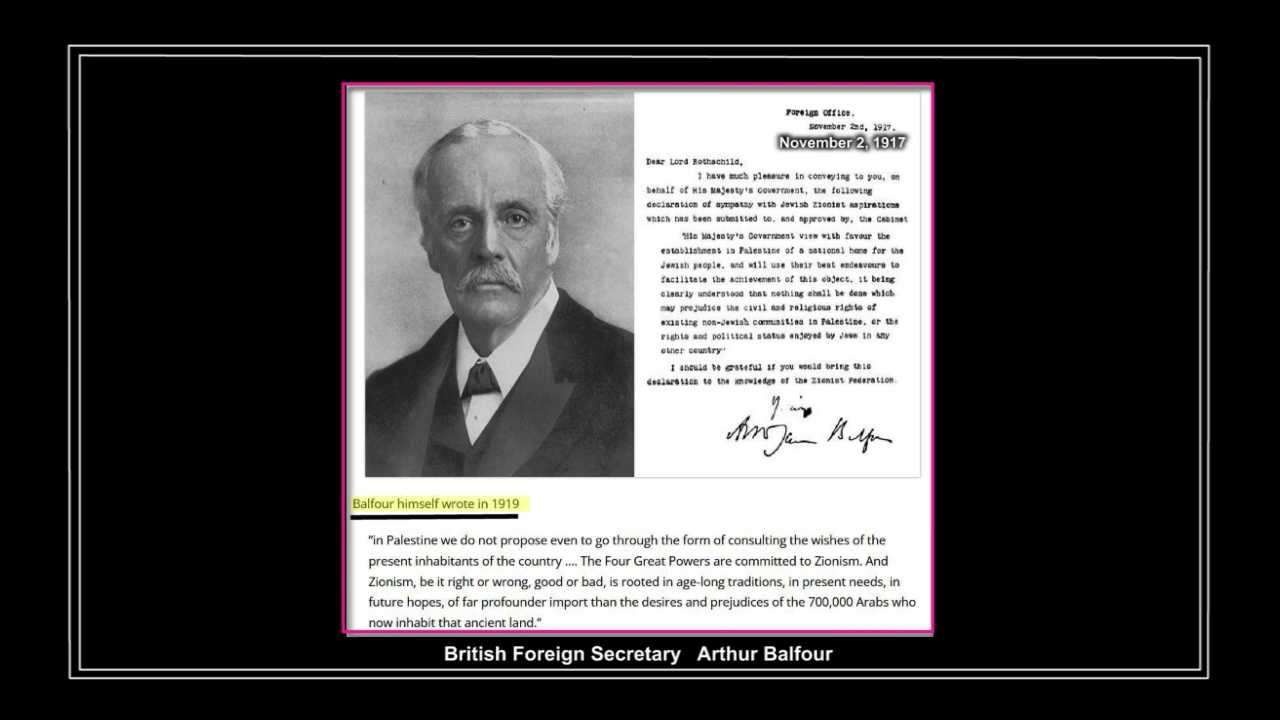 Foreign Office,
November 2nd, 1917.
November 2, 1917
Dear Lord Rothschild,
I have much pleasure in conveying to you, on
behalf of His Majesty's Government, the following
declaration of sympathy with Jewish Zionist aspirations
which has been submitted to, and approved by, the Cabinet
"His Majesty's Government view with favour the
establishment in Palestine of a national home for the
Jewish people, and will use their best endeavours to
facilitate the achievement of this object, it being
clearly understood that nothing shall be done which
may prejudice the civil and religious rights of
existing non-Jewish communities in Palestine, or the
rights and political status enjoyed by Jews in any
other country"
I should be grateful if you would bring this
declaration to the knowledge of the Zionist Federation.
Balfour himself wrote in 1919
"in Palestine we do not propose even to go through the form of consulting the wishes of the
present inhabitants of the country .... The Four Great Powers are committed to Zionism. And
Zionism, be it right or wrong, good or bad, is rooted in age-long traditions, in present needs, in
future hopes, of far profounder import than the desires and prejudices of the 700,000 Arabs who
now inhabit that ancient land."
British Foreign Secretary Arthur Balfour